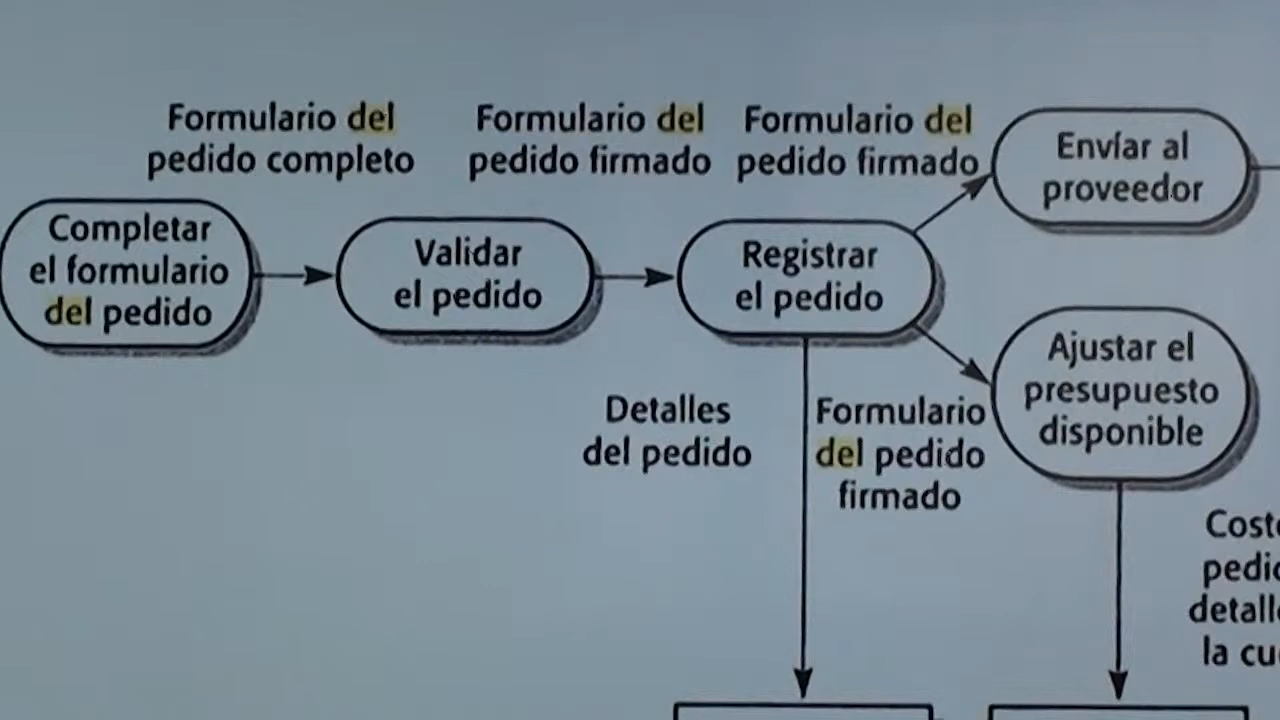 Formulario del
pedido completo
Formulario del
pedido firmado
Formulario del
pedido firmado
Envíar al
proveedor
Completar
el formulario
del pedido
Validar
el pedido
Registrar
el pedido
Ajustar el
presupuesto
disponible
Detalles
del pedido
Formulario
del pedido
firmado
la